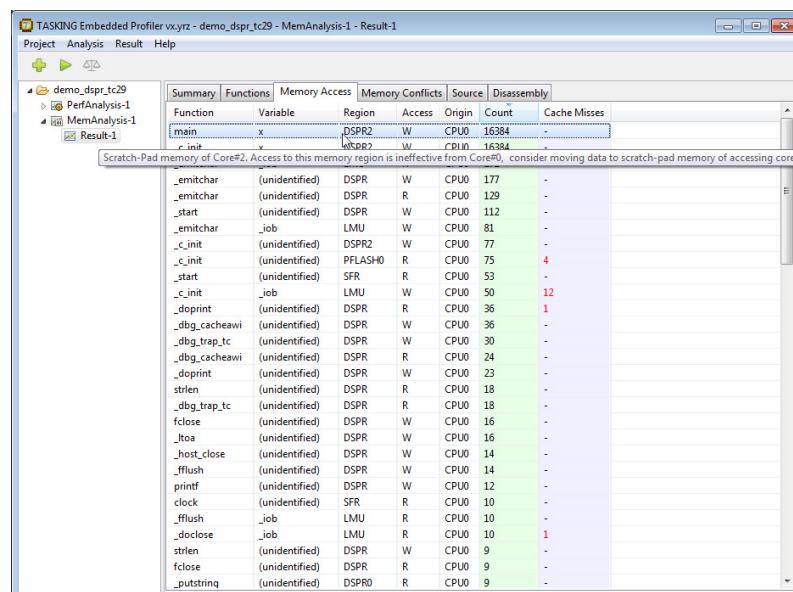 TASKING Embedded Profiler vx.yrz - demo_dspr_tc29 - MemAnalysis-1 - Result-1
Project Analysis Result Help
demo_dspr_tc29
PerfAnalysis-1
MemAnalysis-1
Result-1
Summary Functions Memory Access Memory Conflicts Source Disassembly
Function Variable Region Access Origin Count Cache Misses
main x DSPR2 W CPU0 16384 -
_c_init x DSPR2 W CPU0 16384 -
Scratch-Pad memory of Core#2. Access to this memory region is ineffective from Core#0, consider moving data to scratch-pad memory of accessing core
_emitchar (unidentified) DSPR W CPU0 177 -
_emitchar (unidentified) DSPR R CPU0 129 -
_start (unidentified) DSPR W CPU0 112 -
_emitchar _iob LMU W CPU0 81 -
_c_init (unidentified) DSPR2 W CPU0 77 -
_c_init (unidentified) PFLASH0 R CPU0 75 4
_start (unidentified) SFR R CPU0 53 -
_c_init _iob LMU W CPU0 50 12
_doprint (unidentified) DSPR R CPU0 36 1
_dbg_cacheawi (unidentified) DSPR W CPU0 36 -
_dbg_trap_tc (unidentified) DSPR W CPU0 30 -
_dbg_cacheawi (unidentified) DSPR R CPU0 24 -
_doprint (unidentified) DSPR W CPU0 23 -
strlen (unidentified) DSPR R CPU0 18 -
_dbg_trap_tc (unidentified) DSPR R CPU0 18 -
fclose (unidentified) DSPR W CPU0 16 -
_ltoa (unidentified) DSPR W CPU0 16 -
_host_close (unidentified) DSPR W CPU0 14 -
_fflush (unidentified) DSPR W CPU0 14 -
printf (unidentified) DSPR W CPU0 12 -
clock (unidentified) SFR R CPU0 10 -
_fflush _iob LMU R CPU0 10 -
_doclose _iob LMU R CPU0 10 1
strlen (unidentified) DSPR W CPU0 9 -
fclose (unidentified) DSPR R CPU0 9 -
_putstring (unidentified) DSPR0 R CPU0 9 -